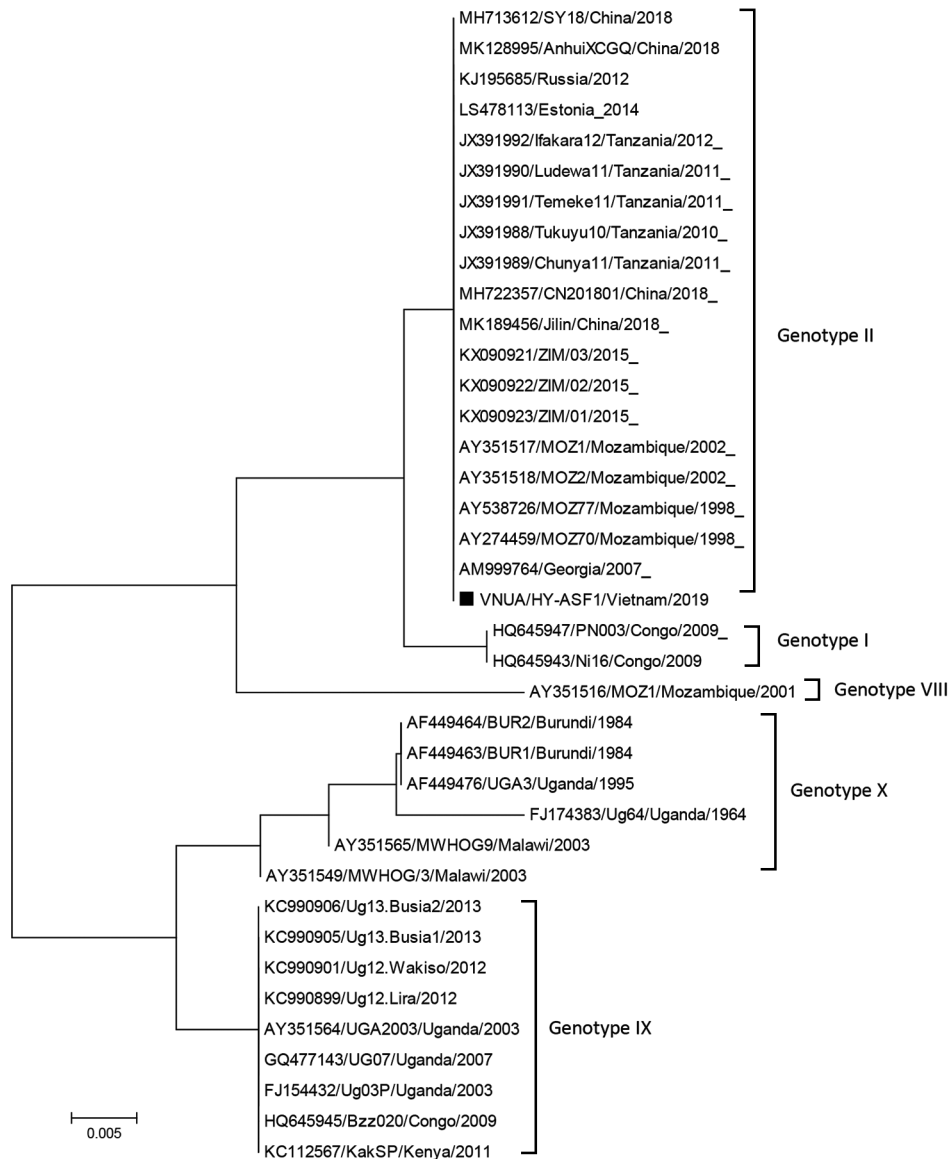 MH713612/SY18/China/2018
MK128995/AnhuiXCGQ/China/2018
KJ195685/Russia/2012
LS478113/Estonia_2014
JX391992/Ifakara12/Tanzania/2012_
JX391990/Ludewa11/Tanzania/2011_
JX391991/Temeke11/Tanzania/2011_
JX391988/Tukuyu10/Tanzania/2010_
JX391989/Chunya11/Tanzania/2011_
MH722357/CN201801/China/2018_
MK189456/Jilin/China/2018_
Genotype II
KX090921/ZIM/03/2015_
KX090922/ZIM/02/2015_
KX090923/ZIM/01/2015_
AY351517/MOZ1/Mozambique/2002_
AY351518/MOZ2/Mozambique/2002_
AY538726/MOZ77/Mozambique/1998_
AY274459/MOZ70/Mozambique/1998_
AM999764/Georgia/2007_
VNUA/HY-ASF1/Vietnam/2019
HQ645947/PN003/Congo/2009_
Genotype I
HQ645943/Ni16/Congo/2009
AY351516/MOZ1/Mozambique/2001
Genotype VIII
AF449464/BUR2/Burundi/1984
AF449463/BUR1/Burundi/1984
AF449476/UGA3/Uganda/1995
Genotype X
FJ174383/Ug64/Uganda/1964
AY351565/MWHOG9/Malawi/2003
AY351549/MWHOG/3/Malawi/2003
KC990906/Ug13.Busia2/2013
KC990905/Ug13.Busia1/2013
KC990901/Ug12.Wakiso/2012
KC990899/Ug12.Lira/2012
AY351564/UGA2003/Uganda/2003
Genotype IX
GQ477143/UG07/Uganda/2007
FJ154432/Ug03P/Uganda/2003
HQ645945/Bzz020/Congo/2009
KC112567/KakSP/Kenya/2011
0.005